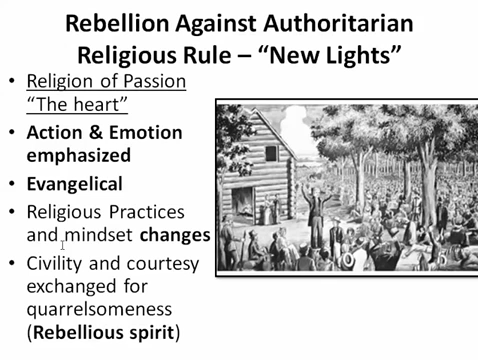 Rebellion Against Authoritarian
Religious Rule – “New Lights”
• Religion of Passion
“The heart”
• Action & Emotion
emphasized
• Evangelical
• Religious Practices
and mindset changes
• Civility and courtesy
exchanged for
quarrelsomeness
(Rebellious spirit)